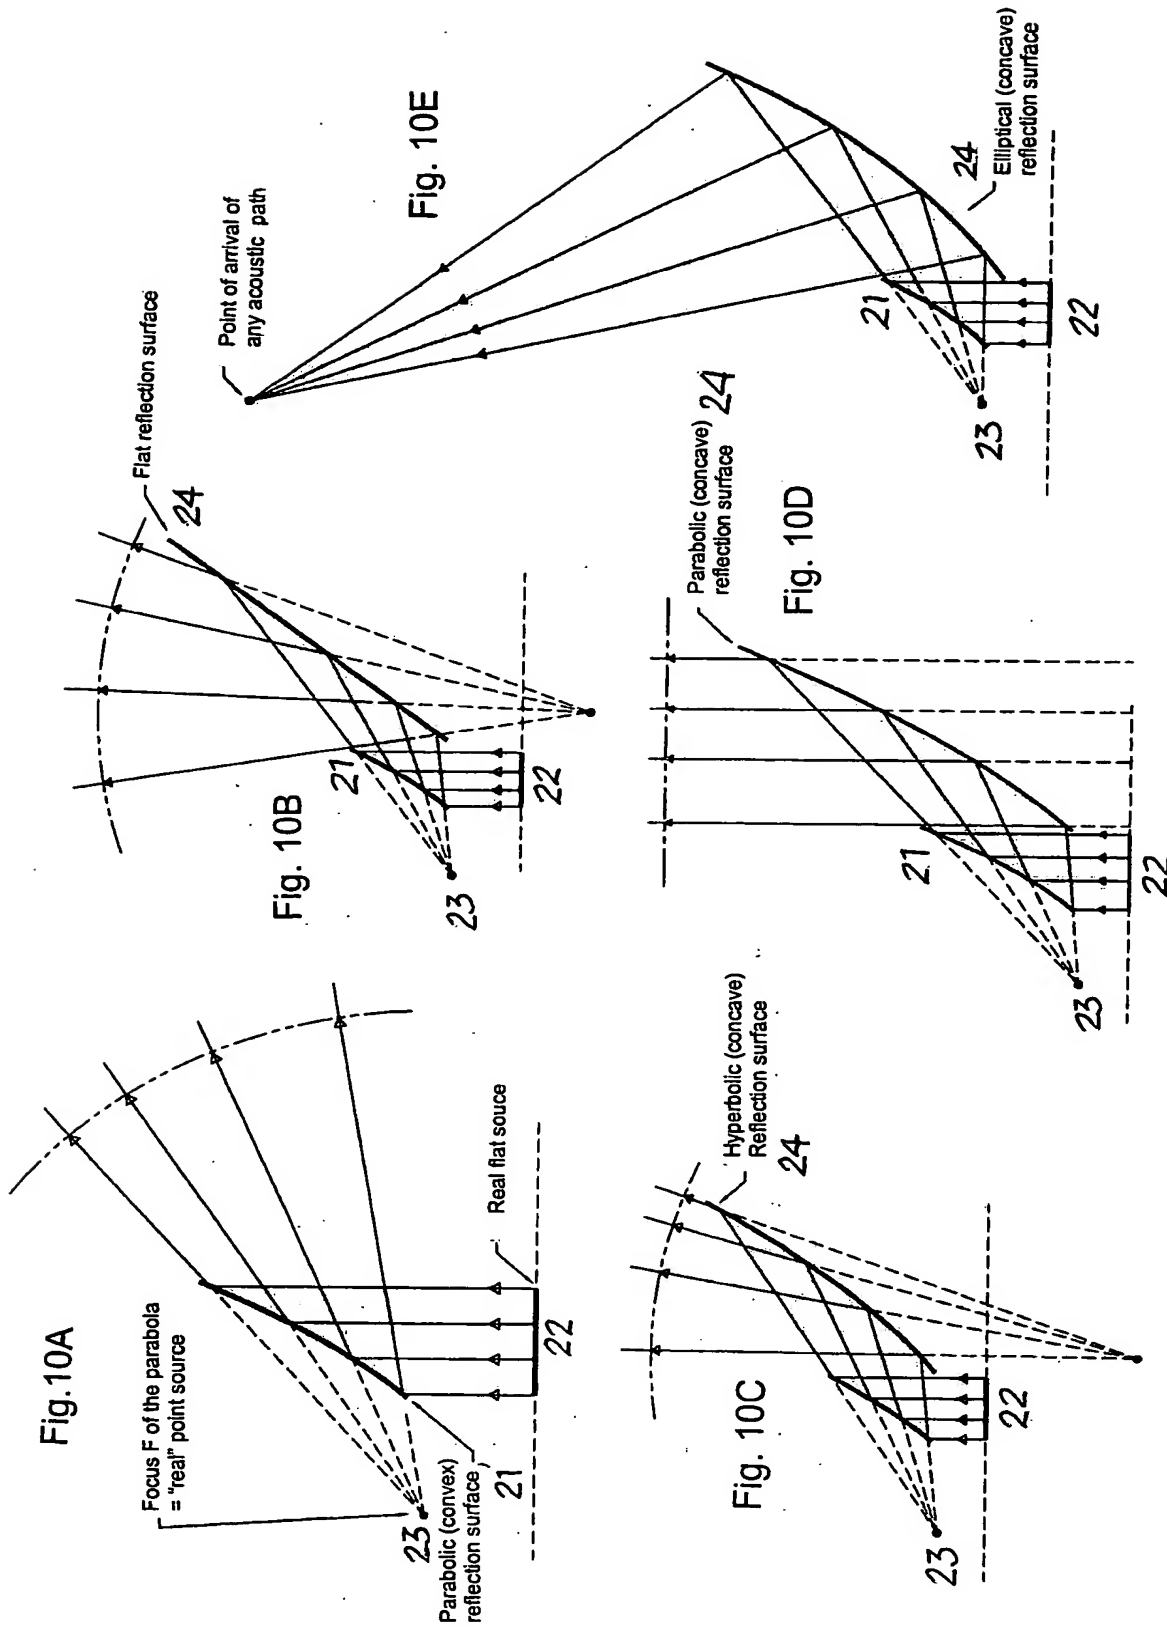 Fig.10A
Focus F of the parabola
= "real" point source
23
Parabolic (convex)
reflection surface
21
Real flat souce
22
Fig. 10B
Flat reflection surface
24
21
23
22
Fig. 10C
Hyperbolic (concave)
Reflection surface
24
23
22
Fig. 10D
Parabolic (concave)
reflection surface
24
21
23
22
Fig. 10E
Point of arrival of
any acoustic path
21
23
22
24
Elliptical (concave)
reflection surface